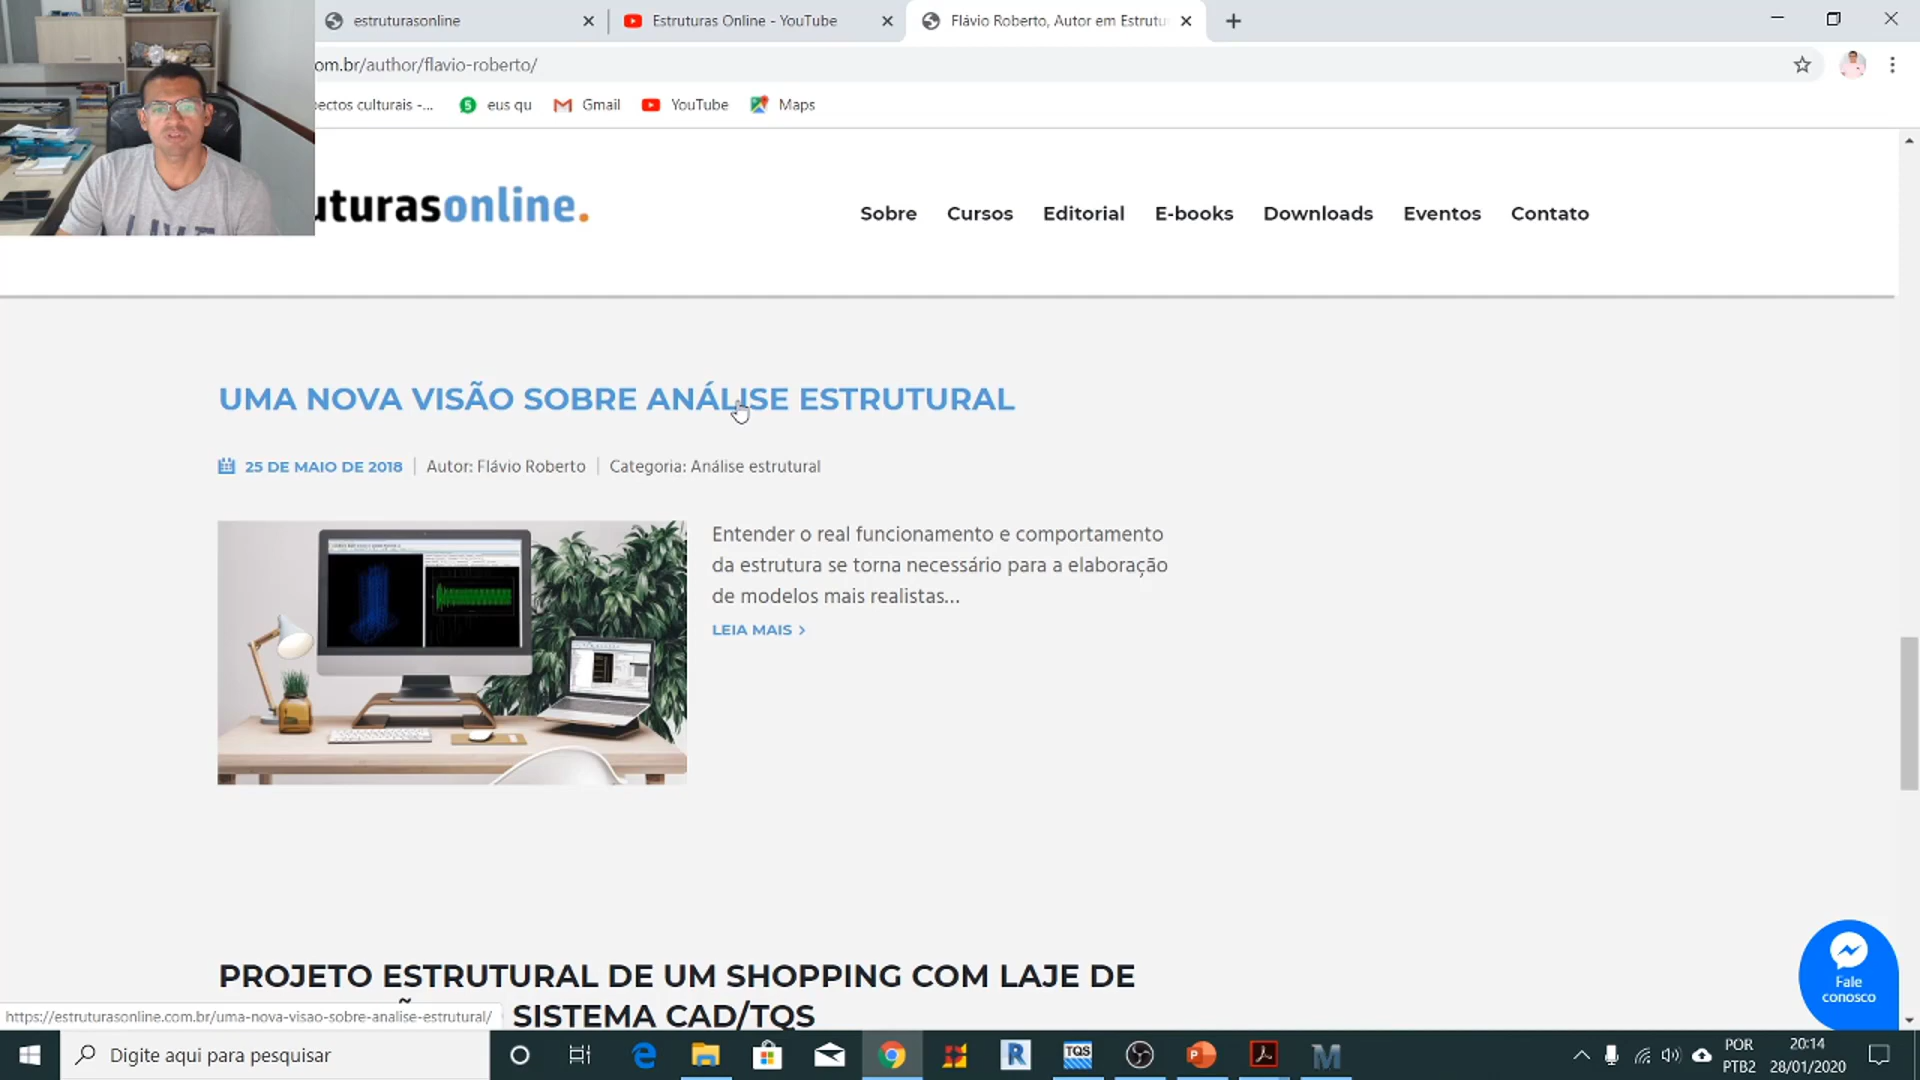 estruturasonline
Estruturas Online - YouTube
Flávio Roberto, Autor em Estrutu
om.br/author/flavio-roberto/
pectos culturais -...
eus qu
Gmail
YouTube
Maps
LIVE
uturasonline.
Sobre
Cursos
Editorial
E-books
Downloads
Eventos
Contato
UMA NOVA VISÃO SOBRE ANÁLISE ESTRUTURAL
25 DE MAIO DE 2018 | Autor: Flávio Roberto | Categoria: Análise estrutural
Entender o real funcionamento e comportamento
da estrutura se torna necessário para a elaboração
de modelos mais realistas...
LEIA MAIS >
PROJETO ESTRUTURAL DE UM SHOPPING COM LAJE DE
SISTEMA CAD/TQS
Fale
conosco
https://estruturasonline.com.br/uma-nova-visao-sobre-analise-estrutural/
Digite aqui para pesquisar
R
TQS
POR
PTB2
20:14
28/01/2020